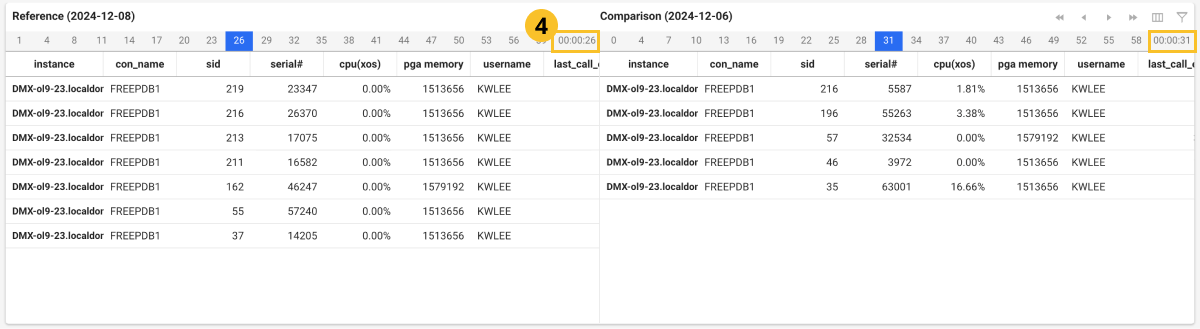 Reference (2024-12-08)
4
Comparison (2024-12-06)
1 4 8 11 14 17 20 23 26 29 32 35 38 41 44 47 50 53 56 00:00:26
0 4 7 10 13 16 19 22 25 28 31 34 37 40 43 46 49 52 55 58 00:00:31
instance con_name sid serial# cpu(xos) pga memory username last_call_e
DMX-ol9-23.localdor FREEPDB1 219 23347 0.00% 1513656 KWLEE
DMX-ol9-23.localdor FREEPDB1 216 26370 0.00% 1513656 KWLEE
DMX-ol9-23.localdor FREEPDB1 213 17075 0.00% 1513656 KWLEE
DMX-ol9-23.localdor FREEPDB1 211 16582 0.00% 1513656 KWLEE
DMX-ol9-23.localdor FREEPDB1 162 46247 0.00% 1579192 KWLEE
DMX-ol9-23.localdor FREEPDB1 55 57240 0.00% 1513656 KWLEE
DMX-ol9-23.localdor FREEPDB1 37 14205 0.00% 1513656 KWLEE
instance con_name sid serial# cpu(xos) pga memory username last_call_e
DMX-ol9-23.localdor FREEPDB1 216 5587 1.81% 1513656 KWLEE
DMX-ol9-23.localdor FREEPDB1 196 55263 3.38% 1513656 KWLEE
DMX-ol9-23.localdor FREEPDB1 57 32534 0.00% 1579192 KWLEE
DMX-ol9-23.localdor FREEPDB1 46 3972 0.00% 1513656 KWLEE
DMX-ol9-23.localdor FREEPDB1 35 63001 16.66% 1513656 KWLEE